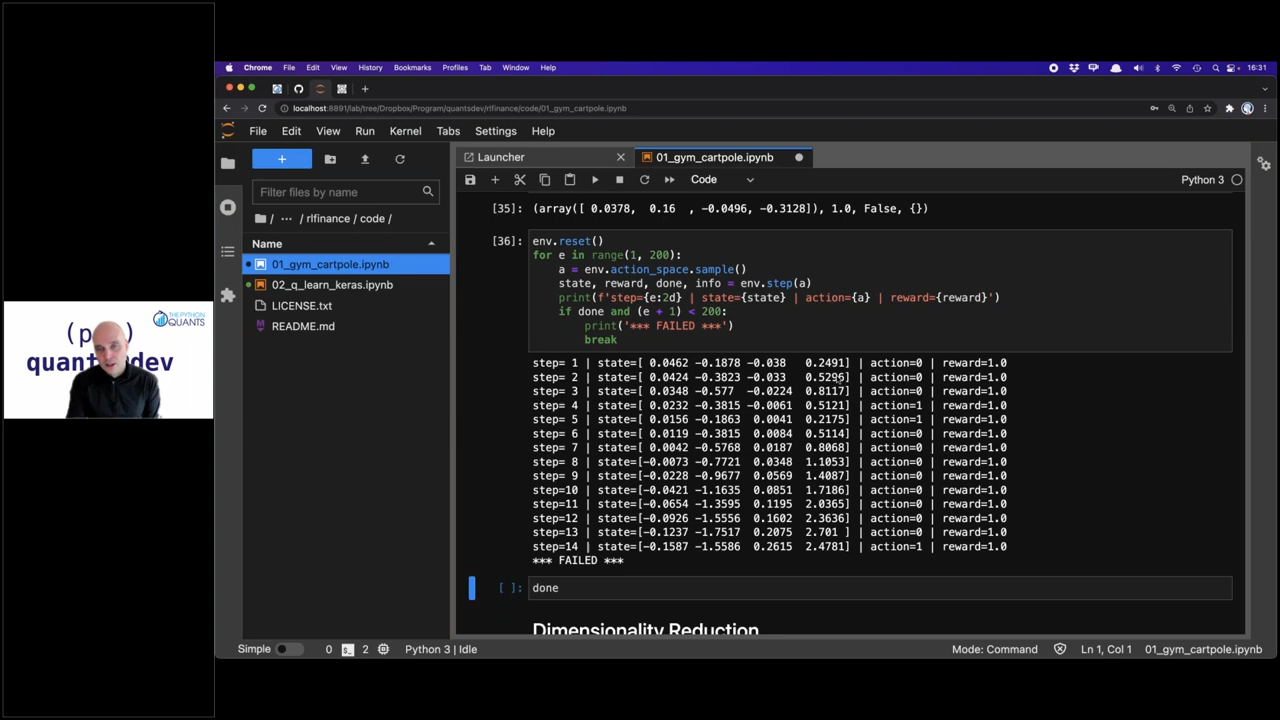 Chrome File Edit View History Bookmarks Profiles Tab Window Help 16:31
localhost:8891/lab/tree/Dropbox/Program/quantsdev/rlfinance/code/01_gym_cartpole.ipynb
File Edit View Run Kernel Tabs Settings Help
Launcher
01_gym_cartpole.ipynb
Code
Python 3
Filter files by name
/ ··· / rlfinance / code /
Name
01_gym_cartpole.ipynb
02_q_learn_keras.ipynb
LICENSE.txt
README.md
[35]: (array([ 0.0378, 0.16 , -0.0496, -0.3128]), 1.0, False, {})
[36]: env.reset()
for e in range(1, 200):
a = env.action_space.sample()
state, reward, done, info = env.step(a)
print(f'step={e:2d} | state={state} | action={a} | reward={reward}')
if done and (e + 1) < 200:
print('*** FAILED ***')
break
step= 1 | state=[ 0.0462 -0.1878 -0.038 0.2491] | action=0 | reward=1.0
step= 2 | state=[ 0.0424 -0.3823 -0.033 0.5295] | action=0 | reward=1.0
step= 3 | state=[ 0.0348 -0.577 -0.0224 0.8117] | action=0 | reward=1.0
step= 4 | state=[ 0.0232 -0.3815 -0.0061 0.5121] | action=1 | reward=1.0
step= 5 | state=[ 0.0156 -0.1863 0.0041 0.2175] | action=1 | reward=1.0
step= 6 | state=[ 0.0119 -0.3815 0.0084 0.5114] | action=0 | reward=1.0
step= 7 | state=[ 0.0042 -0.5768 0.0187 0.8068] | action=0 | reward=1.0
step= 8 | state=[-0.0073 -0.7721 0.0348 1.1053] | action=0 | reward=1.0
step= 9 | state=[-0.0228 -0.9677 0.0569 1.4087] | action=0 | reward=1.0
step=10 | state=[-0.0421 -1.1635 0.0851 1.7186] | action=0 | reward=1.0
step=11 | state=[-0.0654 -1.3595 0.1195 2.0365] | action=0 | reward=1.0
step=12 | state=[-0.0926 -1.5556 0.1602 2.3636] | action=0 | reward=1.0
step=13 | state=[-0.1237 -1.7517 0.2075 2.701 ] | action=0 | reward=1.0
step=14 | state=[-0.1587 -1.5586 0.2615 2.4781] | action=1 | reward=1.0
*** FAILED ***
[ ]: done
Dimensionality Reduction
Simple 0 2 Python 3 | Idle Mode: Command Ln 1, Col 1 01_gym_cartpole.ipynb
THE PYTHON
QUANTS